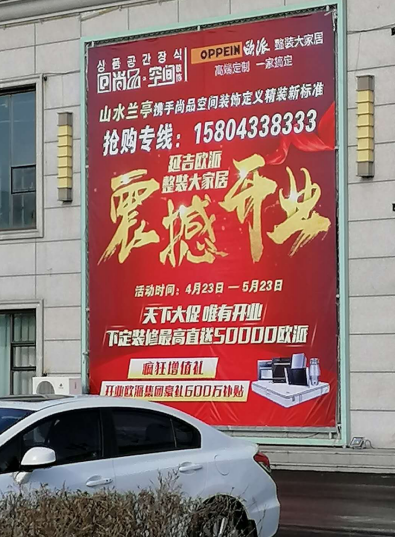 상품공간장식
尚品·空间装饰
OPPEIN 欧派 整装大家居
高端定制 一家搞定
山水兰亭携手尚品空间装饰定义精装新标准
抢购专线：15804338333
延吉欧派
整装大家居
震撼开业
活动时间：4月23日—5月23日
天下大促 唯有开业
下定装修最高直送50000欧派
疯狂增值礼
开业欧派集团豪礼600万补贴